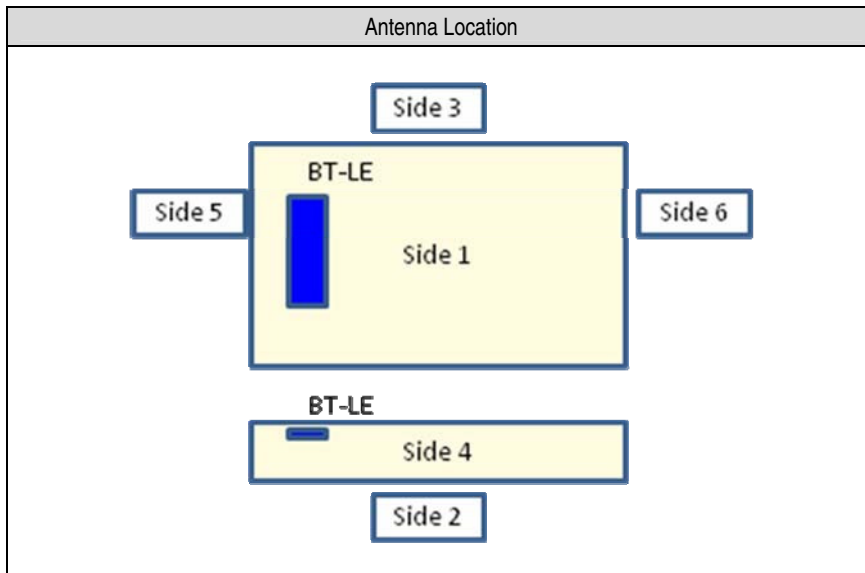 Antenna Location
Side 3
BT-LE
Side 5
Side 6
Side 1
BT-LE
Side 4
Side 2